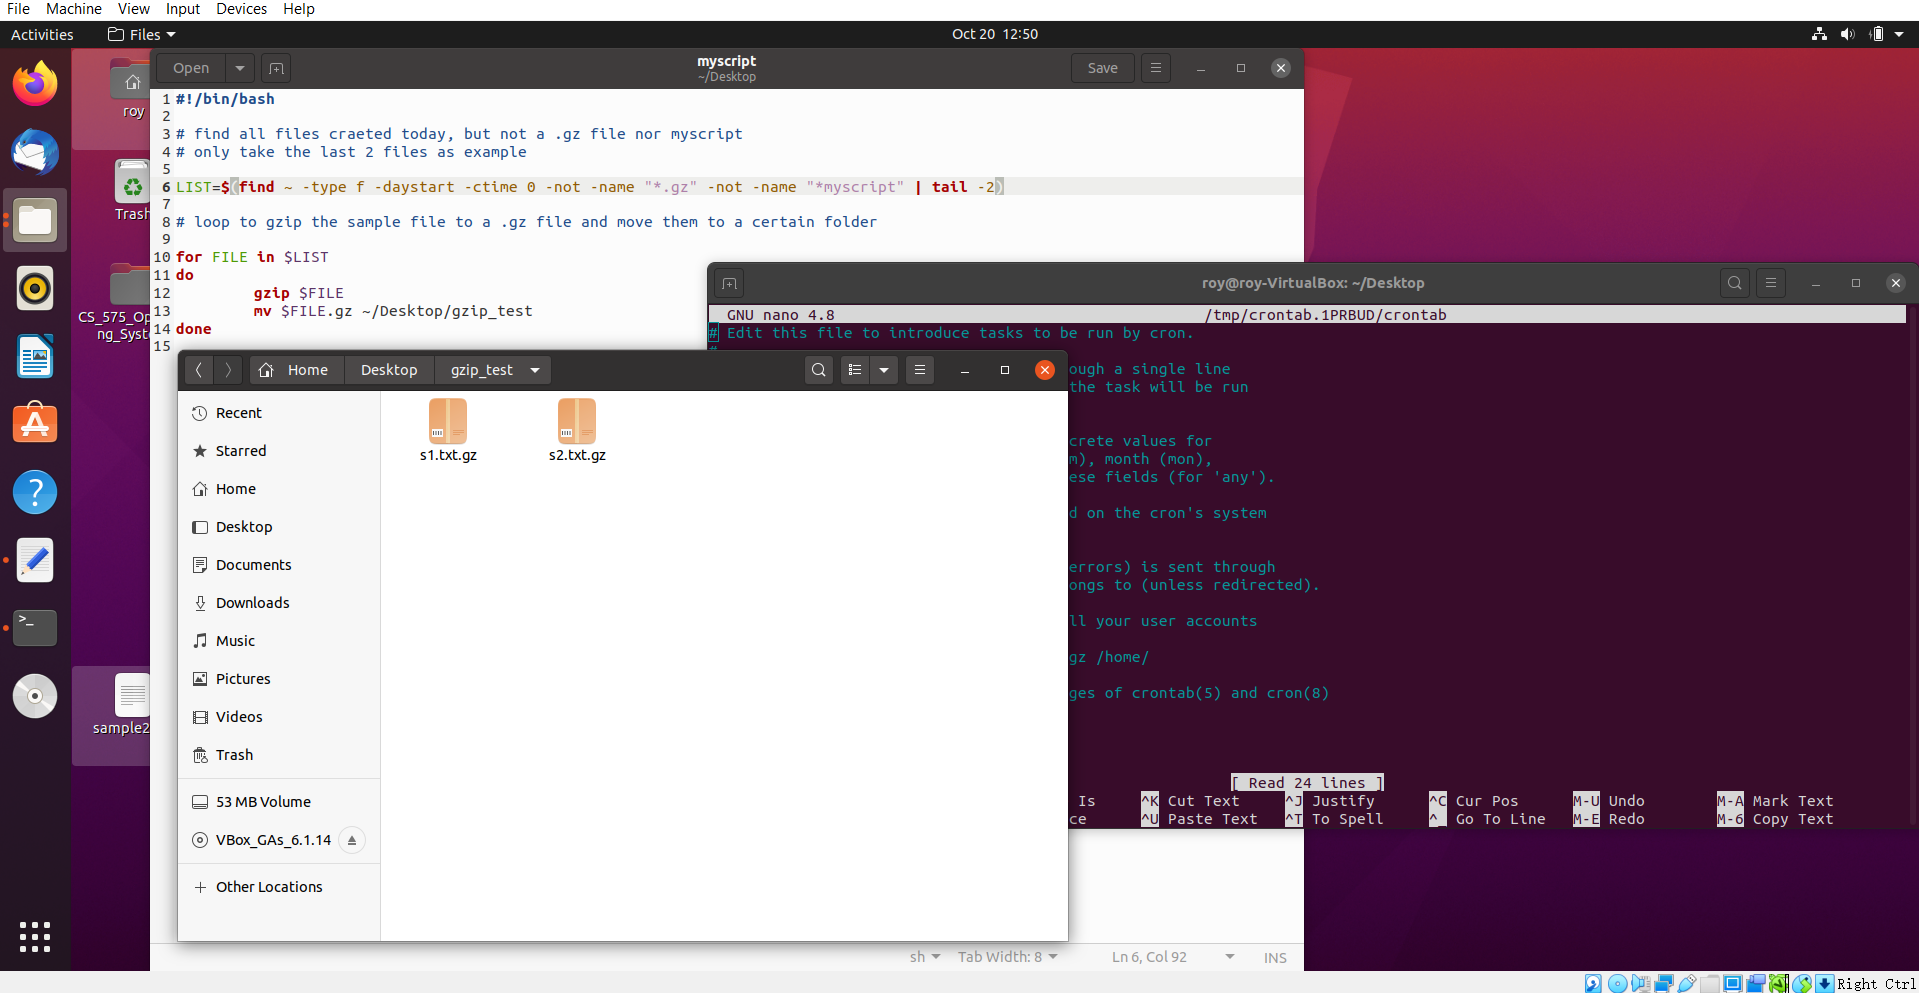 File Machine View Input Devices Help
Activities Files Oct 20 12:50
Open myscript Save
~/Desktop
roy
Trash
CS_575_Op
ng_Syste
sample2
1 #!/bin/bash
2
3 # find all files craeted today, but not a .gz file nor myscript
4 # only take the last 2 files as example
5
6 LIST=$(find ~ -type f -daystart -ctime 0 -not -name "*.gz" -not -name "*myscript" | tail -2)
7
8 # loop to gzip the sample file to a .gz file and move them to a certain folder
9
10 for FILE in $LIST
11 do
12 gzip $FILE
13 mv $FILE.gz ~/Desktop/gzip_test
14 done
15
sh Tab Width: 8 Ln 6, Col 92 INS
roy@roy-VirtualBox: ~/Desktop
GNU nano 4.8 /tmp/crontab.1PRBUD/crontab
# Edit this file to introduce tasks to be run by cron.
#
ough a single line
the task will be run
crete values for
m), month (mon),
ese fields (for 'any').
d on the cron's system
errors) is sent through
ongs to (unless redirected).
ll your user accounts
gz /home/
ges of crontab(5) and cron(8)
[ Read 24 lines ]
Is ^K Cut Text ^J Justify ^C Cur Pos M-U Undo M-A Mark Text
ce ^U Paste Text ^T To Spell ^_ Go To Line M-E Redo M-6 Copy Text
Home Desktop gzip_test
Recent
Starred
Home
Desktop
Documents
Downloads
Music
Pictures
Videos
Trash
53 MB Volume
VBox_GAs_6.1.14
Other Locations
s1.txt.gz s2.txt.gz
Right Ctrl